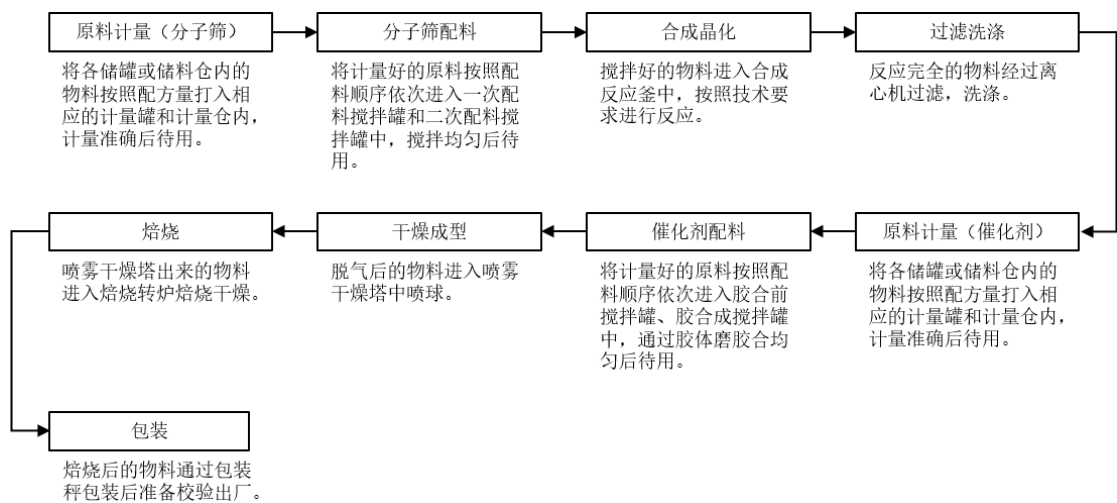 原料计量（分子筛）
将各储罐或储料仓内的
物料按照配方量打入相
应的计量罐和计量仓内，
计量准确后待用。
分子筛配料
将计量好的原料按照配
料顺序依次进入一次配
料搅拌罐和二次配料搅
拌罐中，搅拌均匀后待
用。
合成晶化
搅拌好的物料进入合成
反应釜中，按照技术要
求进行反应。
过滤洗涤
反应完全的物料经过离
心机过滤，洗涤。
原料计量（催化剂）
将各储罐或储料仓内的
物料按照配方量打入相
应的计量罐和计量仓内，
计量准确后待用。
催化剂配料
将计量好的原料按照配
料顺序依次进入胶合前
搅拌罐、胶合成搅拌罐
中，通过胶体磨胶合均
匀后待用。
干燥成型
脱气后的物料进入喷雾
干燥塔中喷球。
焙烧
喷雾干燥塔出来的物料
进入焙烧转炉焙烧干燥。
包装
焙烧后的物料通过包装
秤包装后准备校验出厂。